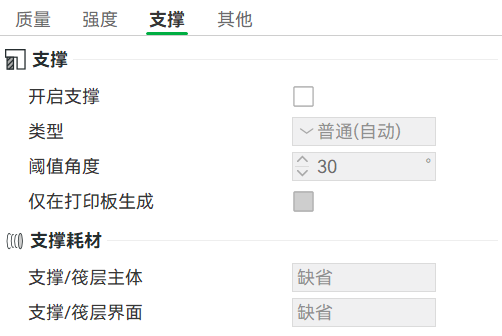 质量 强度 支撑 其他
支撑
开启支撑
类型 普通(自动)
阈值角度 30 °
仅在打印板生成
支撑耗材
支撑/筏层主体 缺省
支撑/筏层界面 缺省